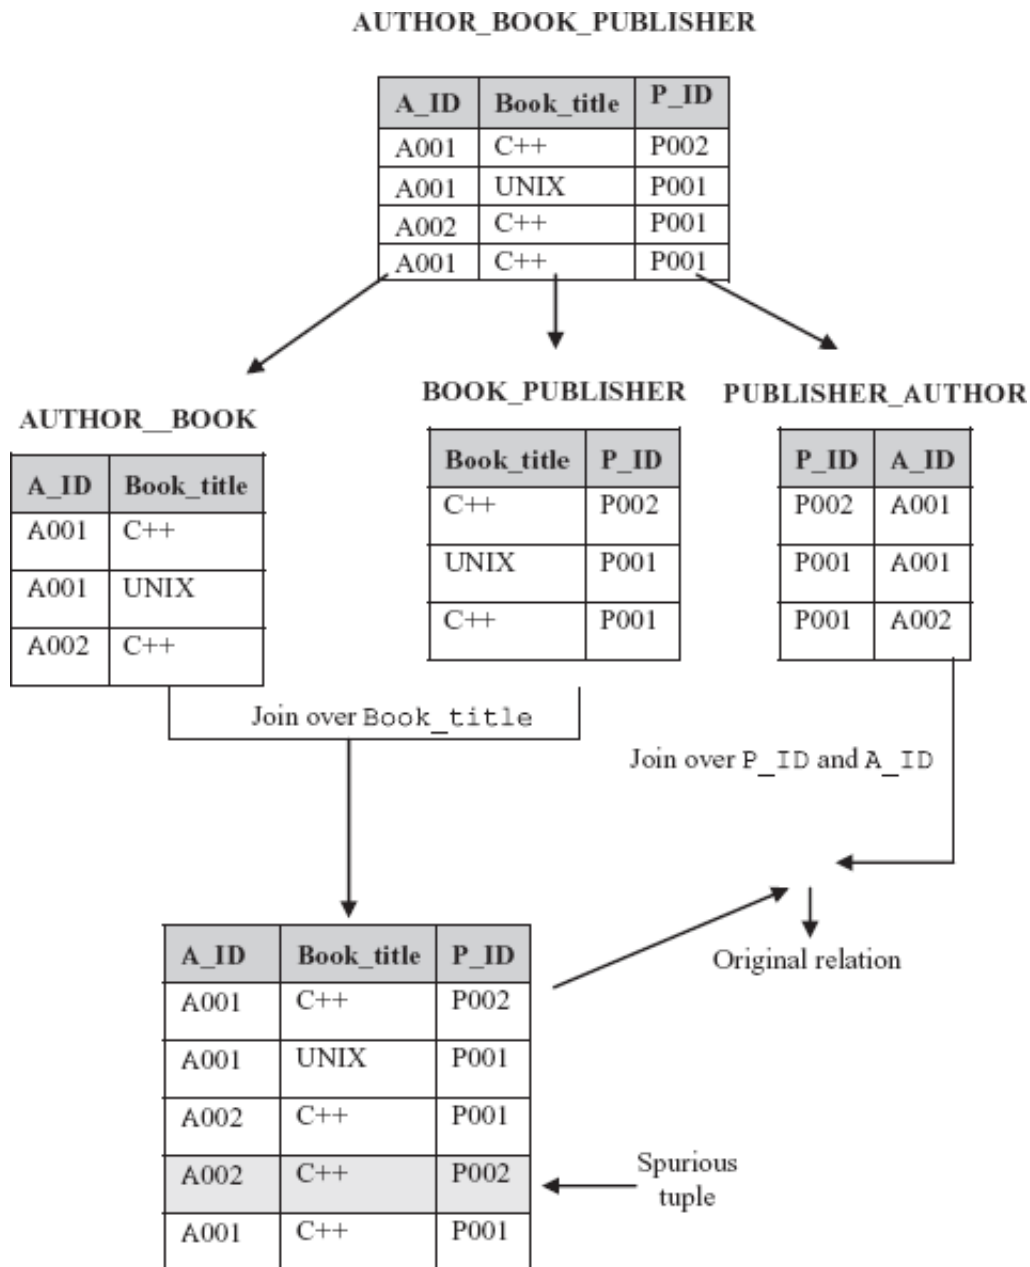 AUTHOR_BOOK_PUBLISHER
A_ID Book_title P_ID
A001 C++ P002
A001 UNIX P001
A002 C++ P001
A001 C++ P001
AUTHOR__BOOK
A_ID Book_title
A001 C++
A001 UNIX
A002 C++
BOOK_PUBLISHER
Book_title P_ID
C++ P002
UNIX P001
C++ P001
PUBLISHER_AUTHOR
P_ID A_ID
P002 A001
P001 A001
P001 A002
Join over Book_title
Join over P_ID and A_ID
Original relation
A_ID Book_title P_ID
A001 C++ P002
A001 UNIX P001
A002 C++ P001
A002 C++ P002
A001 C++ P001
Spurious
tuple